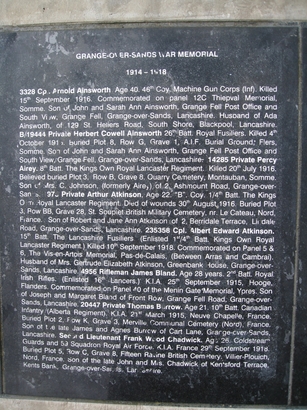 GRANGE-OVER-SANDS WAR MEMORIAL
1914 - 1918
3328 Cpl. Arnold Ainsworth Age 40. 46th Coy, Machine Gun Corps (Inf). Killed
15th September 1916. Commemorated on panel 12C Thiepval Memorial,
Somme. Son of John and Sarah Ann Ainsworth, Grange Fell Post Office and
South View, Grange Fell, Grange-over-Sands, Lancashire. Husband of Ada
Ainsworth, of 129 St. Heliers Road, South Shore, Blackpool, Lancashire.
Private Herbert Cowell Ainsworth 26th Batt. Royal Fusiliers. Killed 4th
October 191 Buried Plot 8, Row G, Grave 1, A.I.F. Burial Ground; Flers,
Somme. Son of John and Sarah Ann Ainsworth, Grange Fell Post Office and
South View, Grange Fell, Grange-over-Sands, Lancashire. 14285 Private Percy
Airey. 8th Batt. The Kings Own Royal Lancaster Regiment. Killed 20th July 1916.
Believed buried Plot 3, Row B, Grave 8, Quarry Cemetery, Montauban, Somme.
Son of Mrs. C. Johnson, (formerly Airey), of 2, Ashmount Road, Grange-over-
Sands. Private Arthur Atkinson. Age 22. "B" Coy. 1/4th Batt. The Kings
Own Royal Lancaster Regiment. Died of wounds 30th August 1916. Buried Plot
3, Row BB, Grave 28, St. Souplet British Military Cemetery, nr. Le Cateau, Nord,
France. Son of Robert and Jane Ann Atkinson of 2, Berridale Terrace, Li dale
Road, Grange-over-Sands, Lancashire. 235358 Cpl. Albert Edward Atkinson.
15th Batt. The Lancashire Fusiliers (Enlisted 1/4th Batt. Kings Own Royal
Lancaster Regiment.) Killed 10th September 1918. Commemorated on Panel 5 &
6, The Vis-en-Artois Memorial, Pas-de-Calais, (Between Arras and Cambrai).
Husband of Mrs. Gertrude Elizabeth Atkinson, Greenbank House, Grange-over-
Sands, Lancashire. 4956 Rifleman James Bland. Age 28 years. 2nd Batt. Royal
Irish Rifles. (Enlisted 16th Lancers.) K.I.A. 25th September 1915, Hooge,
Flanders. Commemorated on Panel 40 of the Menin Gate Memorial, Ypres. Son
of Joseph and Margaret Bland of Front Row, Grange Fell Road, Grange-over-
Sands, Lancashire. 20447 Private Thomas Burrow. Age 21. 10th Batt. Canadian
Infantry (Alberta Regiment). K.I.A. 21st March 1915, Neuve Chapelle, France.
Buried Plot 2, Row K, Grave 3, Merville Communal Cemetery (Nord), France.
Son of the late James and Agnes Burrow of Cart Lane, Grange-over-Sands,
Lancashire. Second Lieutenant Frank Wood Chadwick. Age 26. Coldstream
Guards and 53 Squadron Royal Air Force. K.I.A. France 29th September 1918.
Buried Plot 5, Row C, Grave 8, Fifteen Ravine British Cemetery, Villier-Plouich,
Nord, France. son of the late John and Mrs. Chadwick of Kentsford Terrace,
Kents Bank, Grange-over-Sands, Lancashire.